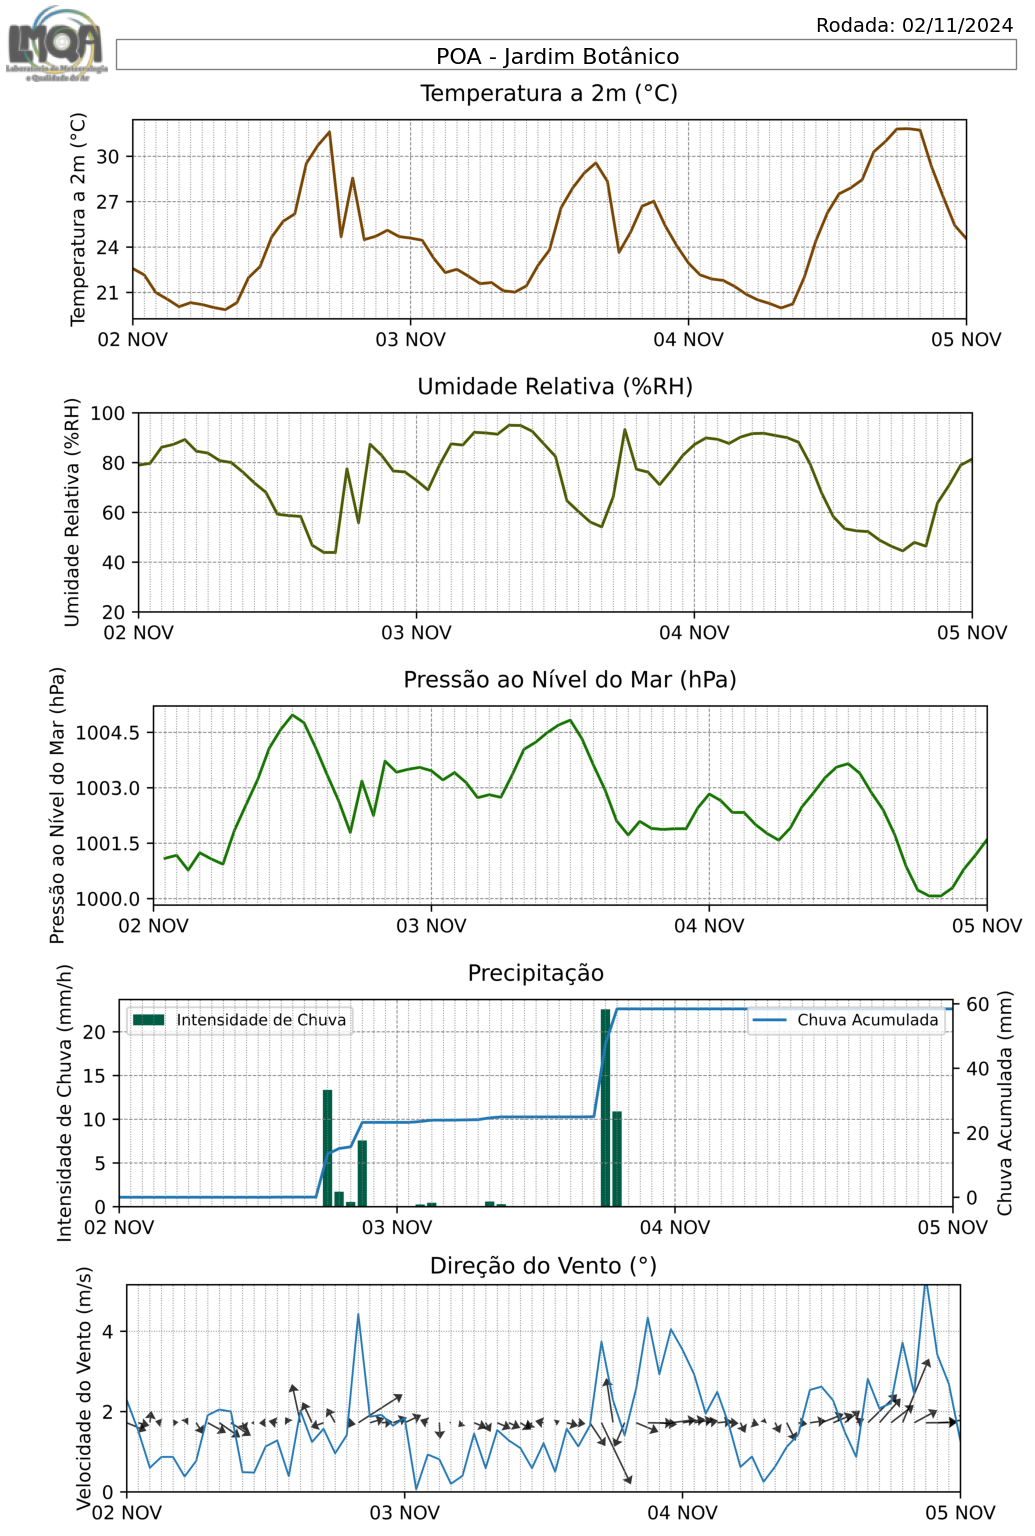 LMQA
Laboratório de Meteorologia
e Qualidade do Ar
Rodada: 02/11/2024
POA - Jardim Botânico
Temperatura a 2m (°C)
Temperatura a 2m (°C)
30
27
24
21
02 NOV 03 NOV 04 NOV 05 NOV
Umidade Relativa (%RH)
Umidade Relativa (%RH)
100
80
60
40
20
02 NOV 03 NOV 04 NOV 05 NOV
Pressão ao Nível do Mar (hPa)
Pressão ao Nível do Mar (hPa)
1004.5
1003.0
1001.5
1000.0
02 NOV 03 NOV 04 NOV 05 NOV
Precipitação
Intensidade de Chuva (mm/h)
Intensidade de Chuva
Chuva Acumulada
Chuva Acumulada (mm)
20
15
10
5
0
60
40
20
0
02 NOV 03 NOV 04 NOV 05 NOV
Direção do Vento (°)
Velocidade do Vento (m/s)
4
2
0
02 NOV 03 NOV 04 NOV 05 NOV